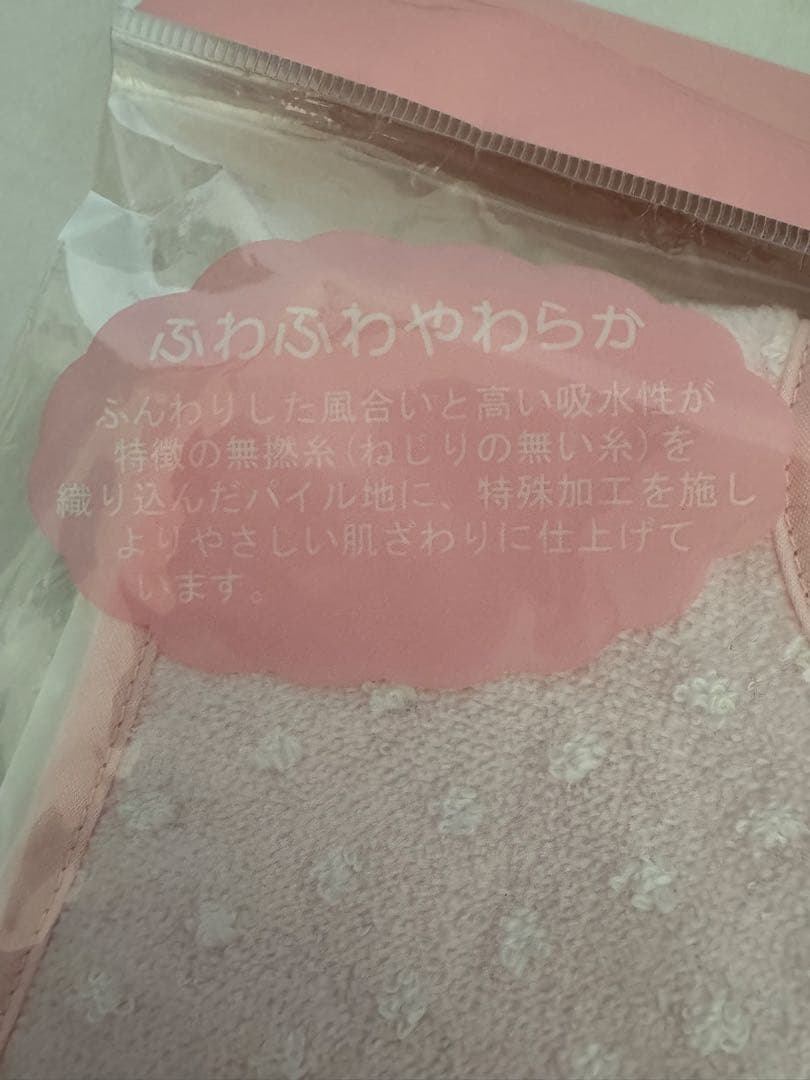 ふわふわやわらか
ふんわりした風合いと高い吸水性が
特徴の無撚糸(ねじりの無い糸)を
織り込んだパイル地に、特殊加工を施し
よりやさしい肌ざわりに仕上げて
います。